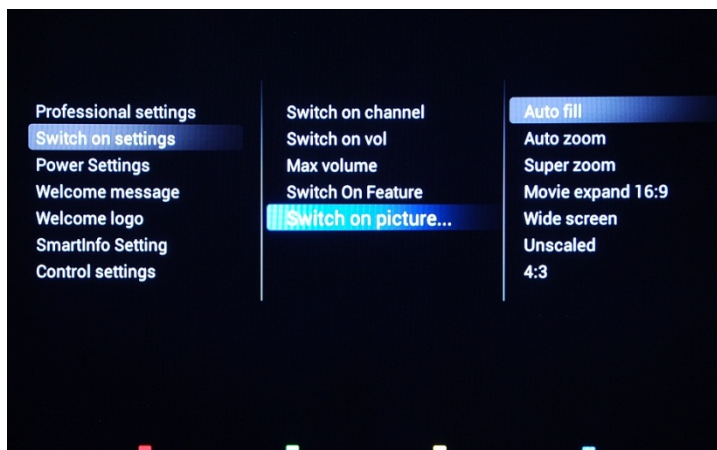 Professional settings
Switch on settings
Power Settings
Welcome message
Welcome logo
SmartInfo Setting
Control settings
Switch on channel
Switch on vol
Max volume
Switch On Feature
Switch on picture...
Auto fill
Auto zoom
Super zoom
Movie expand 16:9
Wide screen
Unscaled
4:3